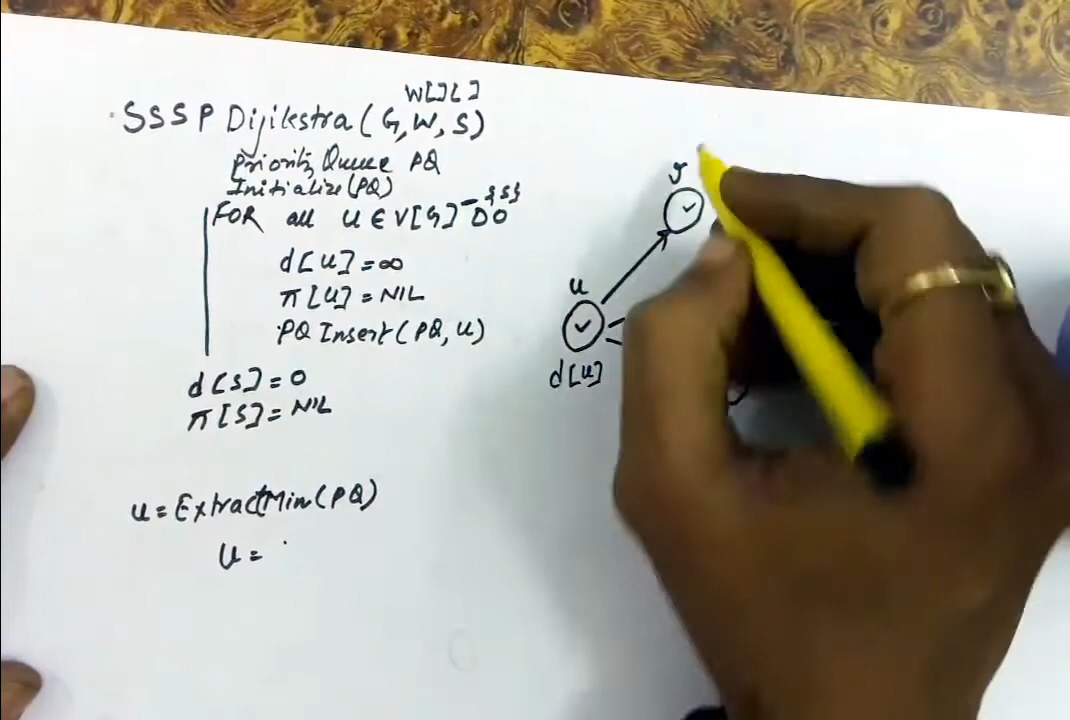 W[][]
SSSP Dijikstra (G,W,S)
Priority Queue PQ
Initialize(PQ)
FOR all u ∈ V[G] -{s} DO
d[u] = ∞
π[u] = NIL
PQ Insert(PQ, u)
d[s] = 0
π[s] = NIL
u = ExtractMin(PQ)
u =
u
d[u]